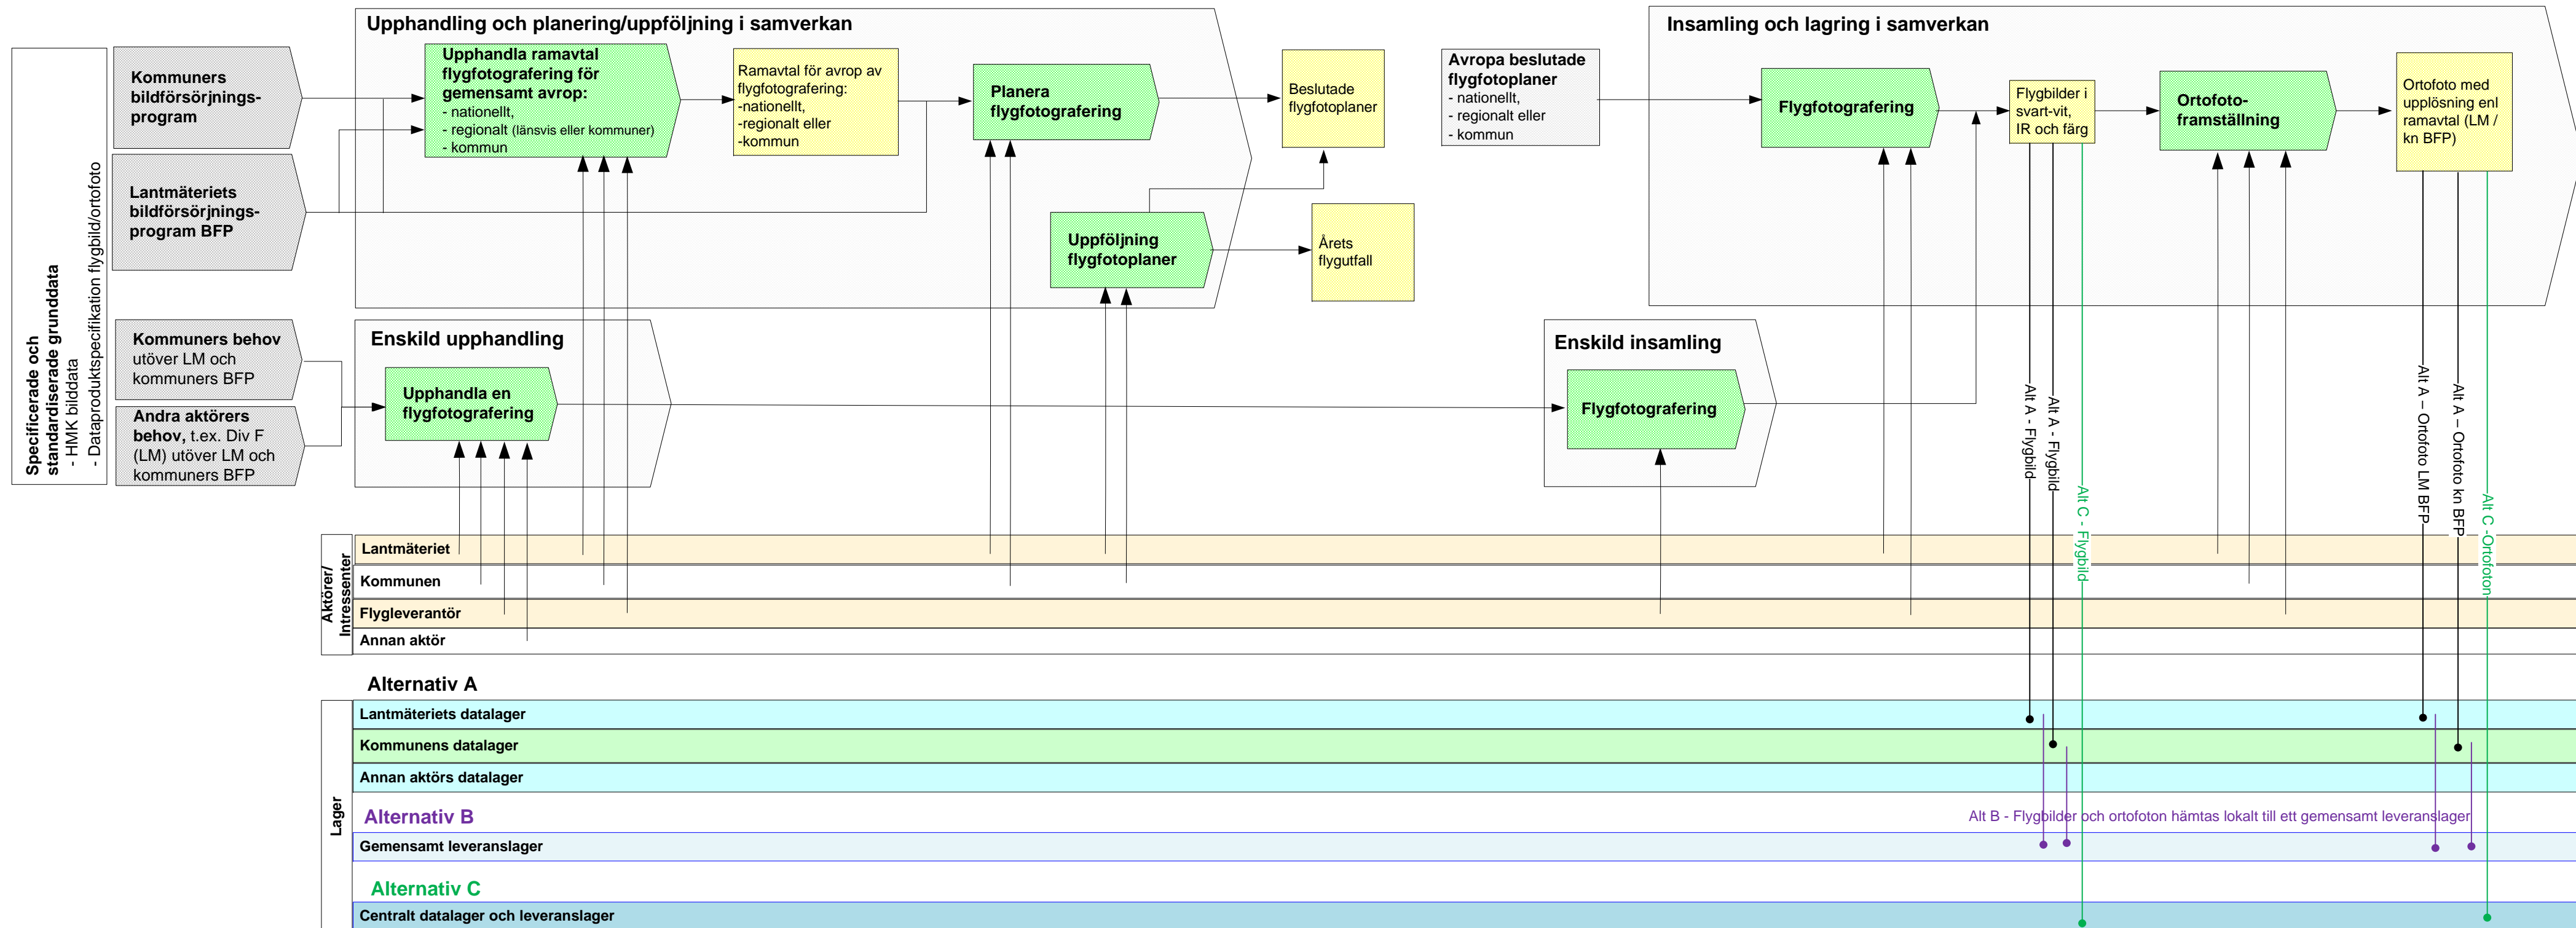 Specificerade och
standardiserade grunddata
- HMK bilddata
- Dataproduktspecifikation flygbild/ortofoto
Kommuners
bildförsörjnings-
program
Lantmäteriets
bildförsörjnings-
program BFP
Kommuners behov
utöver LM och
kommuners BFP
Andra aktörers
behov, t.ex. Div F
(LM) utöver LM och
kommuners BFP
Upphandling och planering/uppföljning i samverkan
Upphandla ramavtal
flygfotografering för
gemensamt avrop:
- nationellt,
- regionalt (länsvis eller kommuner)
- kommun
Ramavtal för avrop av
flygfotografering:
-nationellt,
-regionalt eller
-kommun
Planera
flygfotografering
Beslutade
flygfotoplaner
Uppföljning
flygfotoplaner
Årets
flygutfall
Enskild upphandling
Upphandla en
flygfotografering
Avropa beslutade
flygfotoplaner
- nationellt,
- regionalt eller
- kommun
Insamling och lagring i samverkan
Flygfotografering
Flygbilder i
svart-vit,
IR och färg
Ortofoto-
framställning
Ortofoto med
upplösning enl
ramavtal (LM /
kn BFP)
Enskild insamling
Flygfotografering
Alt A - Flygbild
Alt A - Flygbild
Alt C - Flygbild
Alt A – Ortofoto LM BFP
Alt A – Ortofoto kn BFP
Alt C -Ortofoton
Aktörer/
Intressenter
Lantmäteriet
Kommunen
Flygleverantör
Annan aktör
Lager
Alternativ A
Lantmäteriets datalager
Kommunens datalager
Annan aktörs datalager
Alternativ B
Alt B - Flygbilder och ortofoton hämtas lokalt till ett gemensamt leveranslager
Gemensamt leveranslager
Alternativ C
Centralt datalager och leveranslager